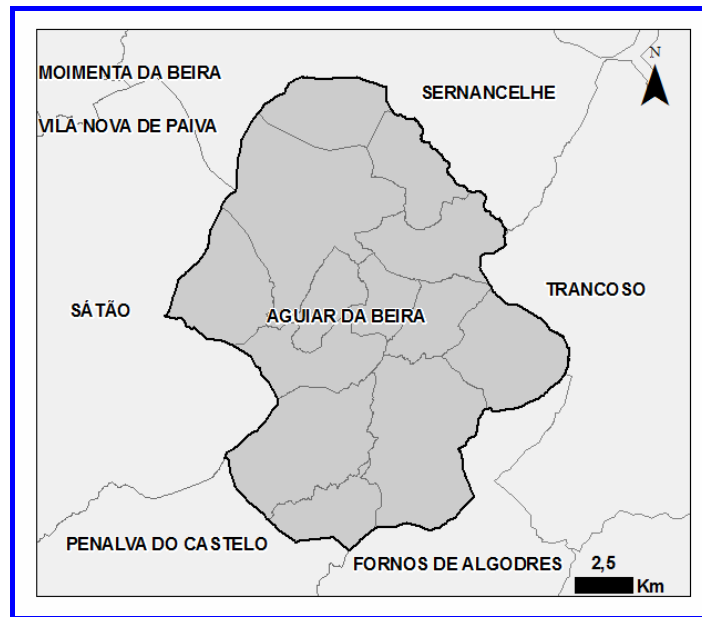 N
MOIMENTA DA BEIRA
SERNANCELHE
VILA NOVA DE PAIVA
TRANCOSO
SÁTÃO
AGUIAR DA BEIRA
PENALVA DO CASTELO
FORNOS DE ALGODRES
2,5
Km